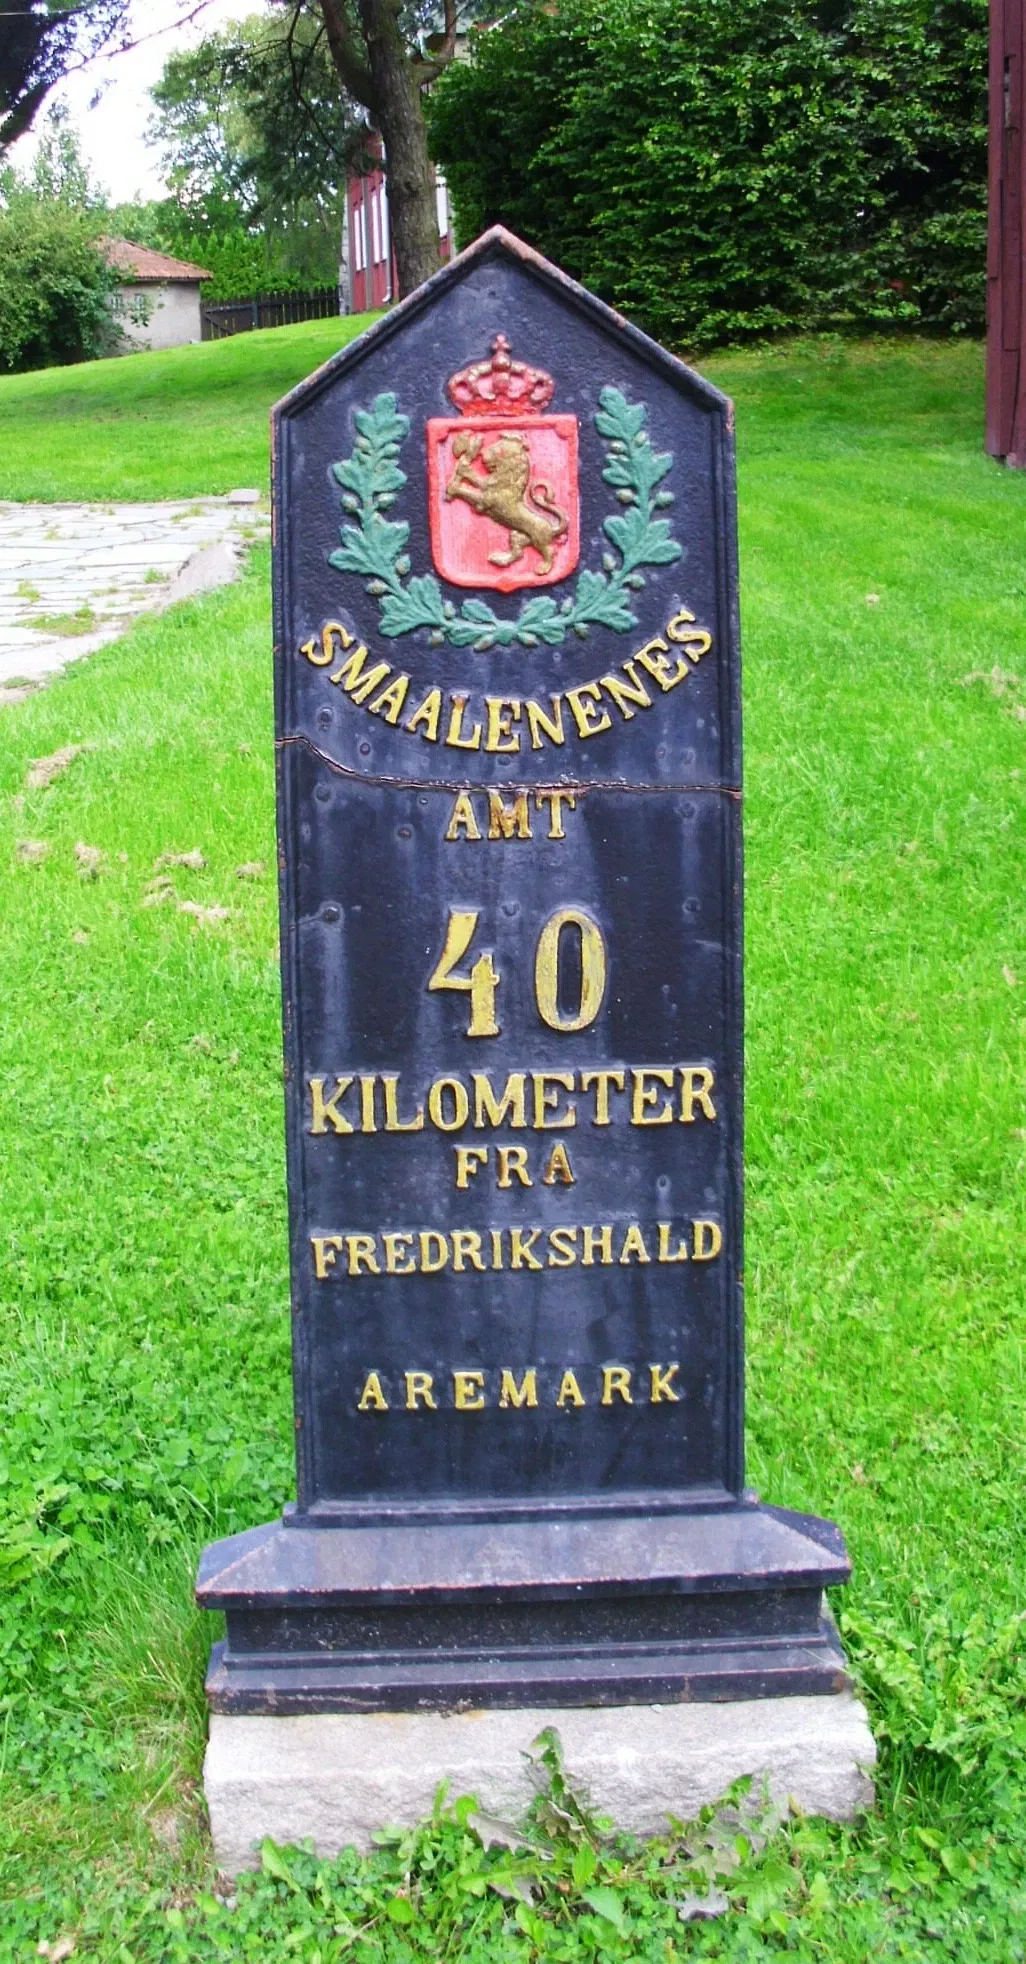 SMAALENENES
AMT
40
KILOMETER
FRA
FREDRIKSHALD
AREMARK